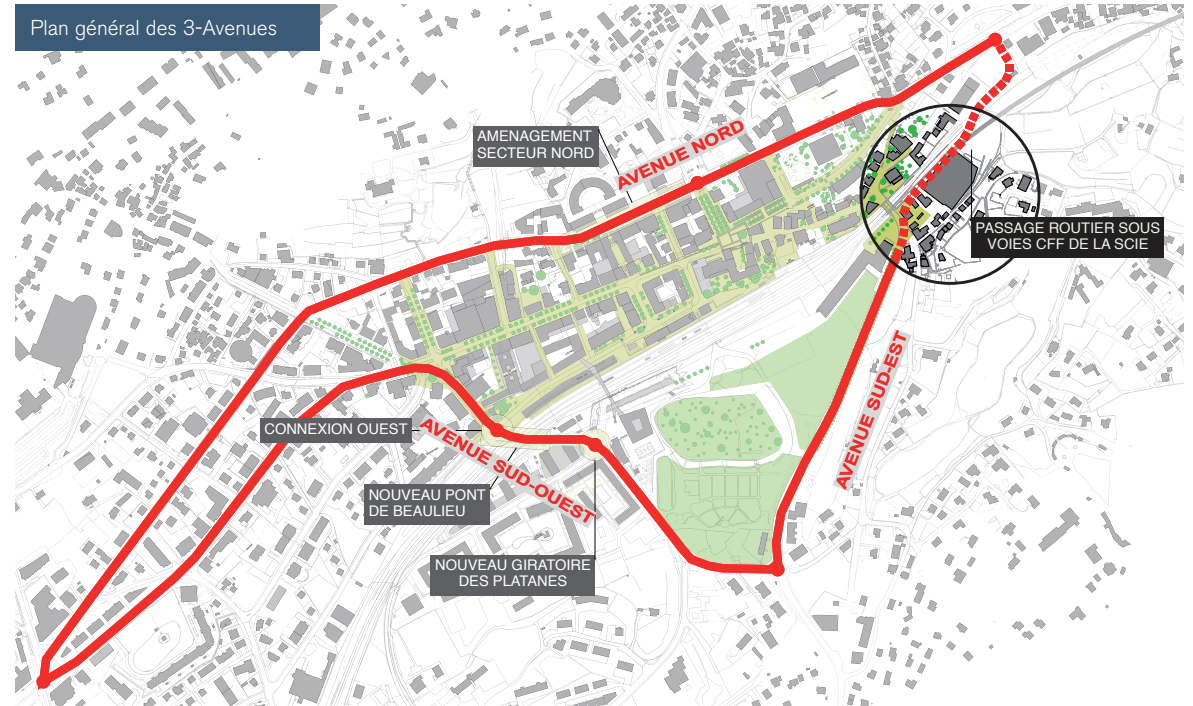 Plan général des 3-Avenues
AMENAGEMENT
SECTEUR NORD
AVENUE NORD
PASSAGE ROUTIER SOUS
VOIES CFF DE LA SCIE
CONNEXION OUEST
AVENUE SUD-OUEST
AVENUE SUD-EST
NOUVEAU PONT
DE BEAULIEU
NOUVEAU GIRATOIRE
DES PLATANES